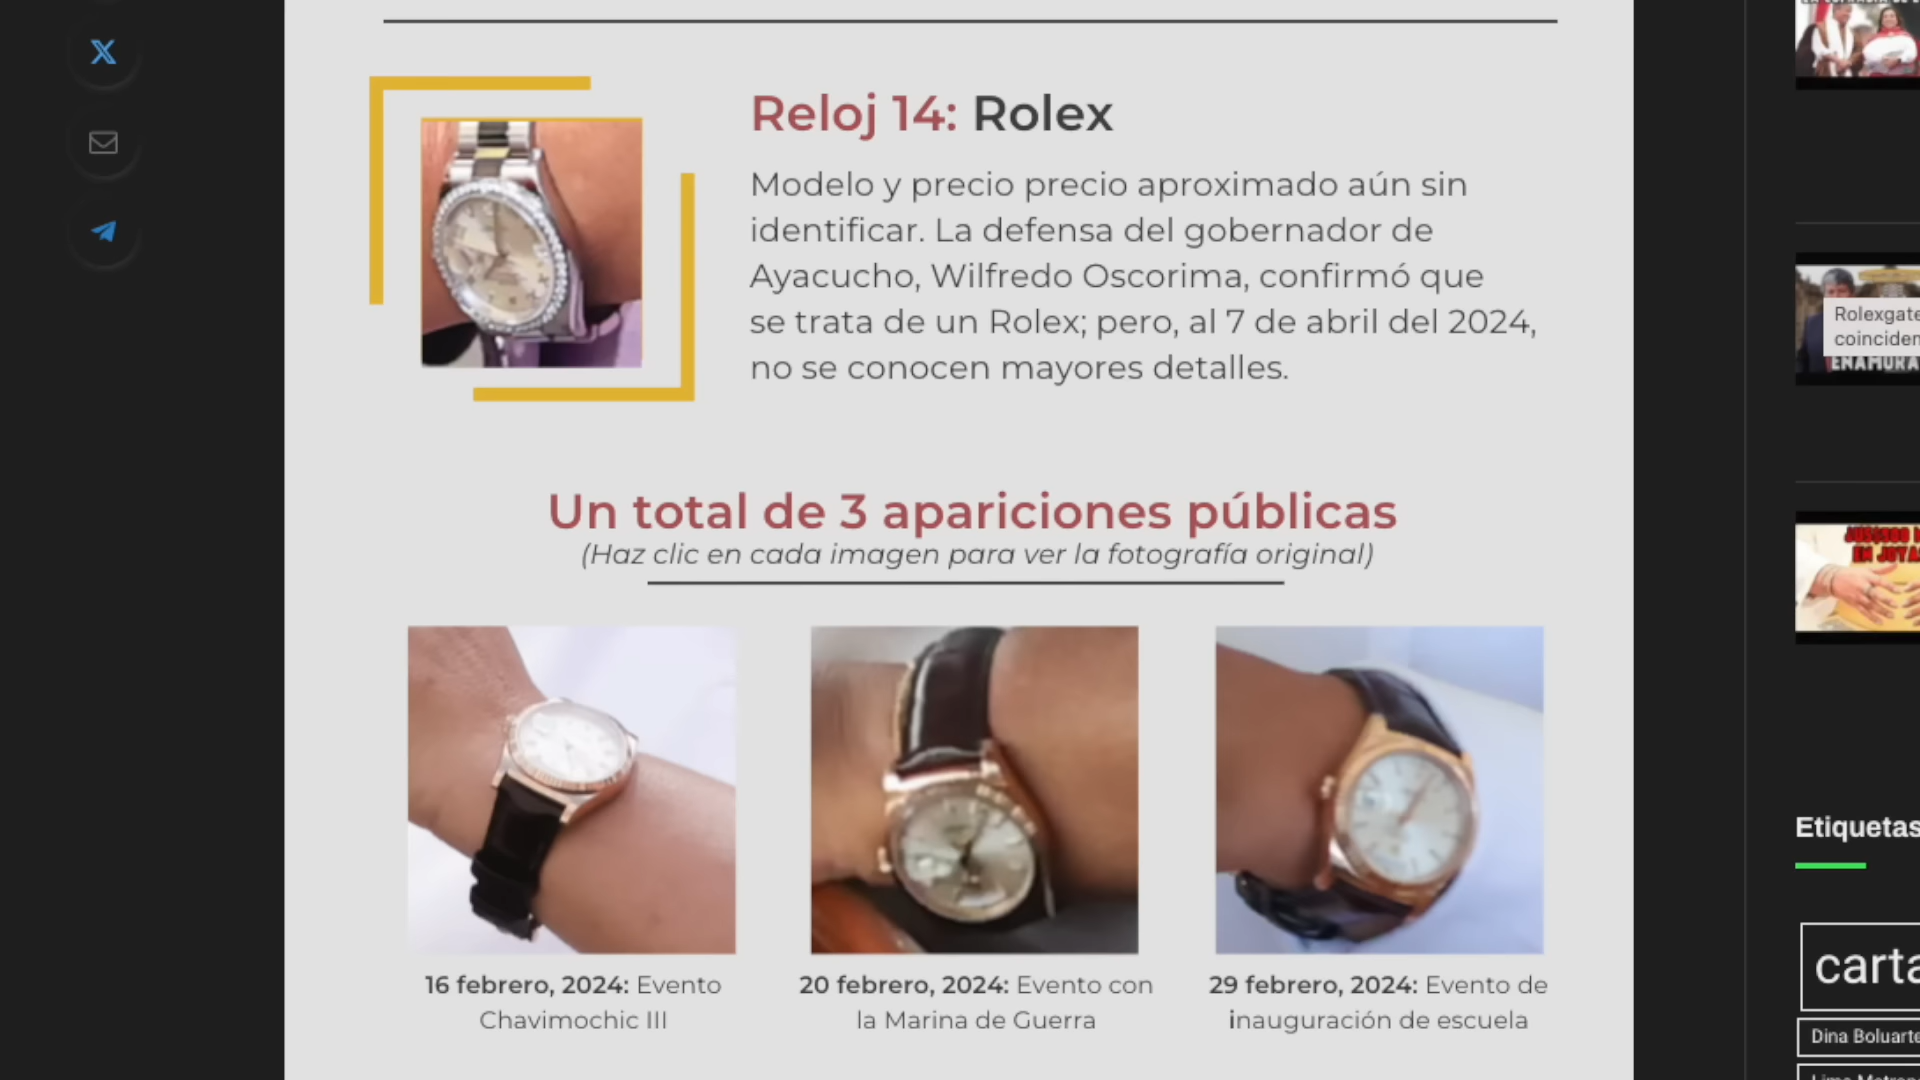 Reloj 14: Rolex
Modelo y precio precio aproximado aún sin
identificar. La defensa del gobernador de
Ayacucho, Wilfredo Oscorima, confirmó que
se trata de un Rolex; pero, al 7 de abril del 2024,
no se conocen mayores detalles.
Un total de 3 apariciones públicas
(Haz clic en cada imagen para ver la fotografía original)
16 febrero, 2024: Evento
Chavimochic III
20 febrero, 2024: Evento con
la Marina de Guerra
29 febrero, 2024: Evento de
inauguración de escuela
Rolexgate
EN JOYA
Etiquetas
carta
Dina Boluarte